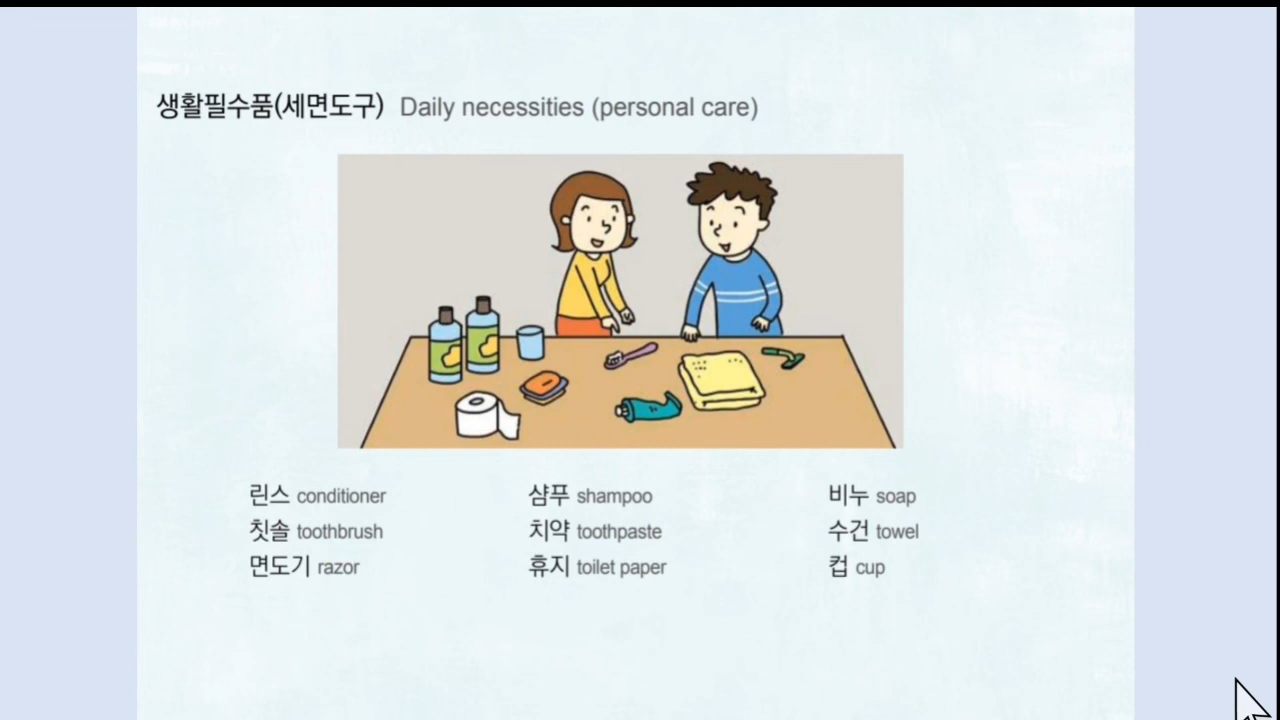 생활필수품(세면도구) Daily necessities (personal care)
린스 conditioner 샴푸 shampoo 비누 soap
칫솔 toothbrush 치약 toothpaste 수건 towel
면도기 razor 휴지 toilet paper 컵 cup